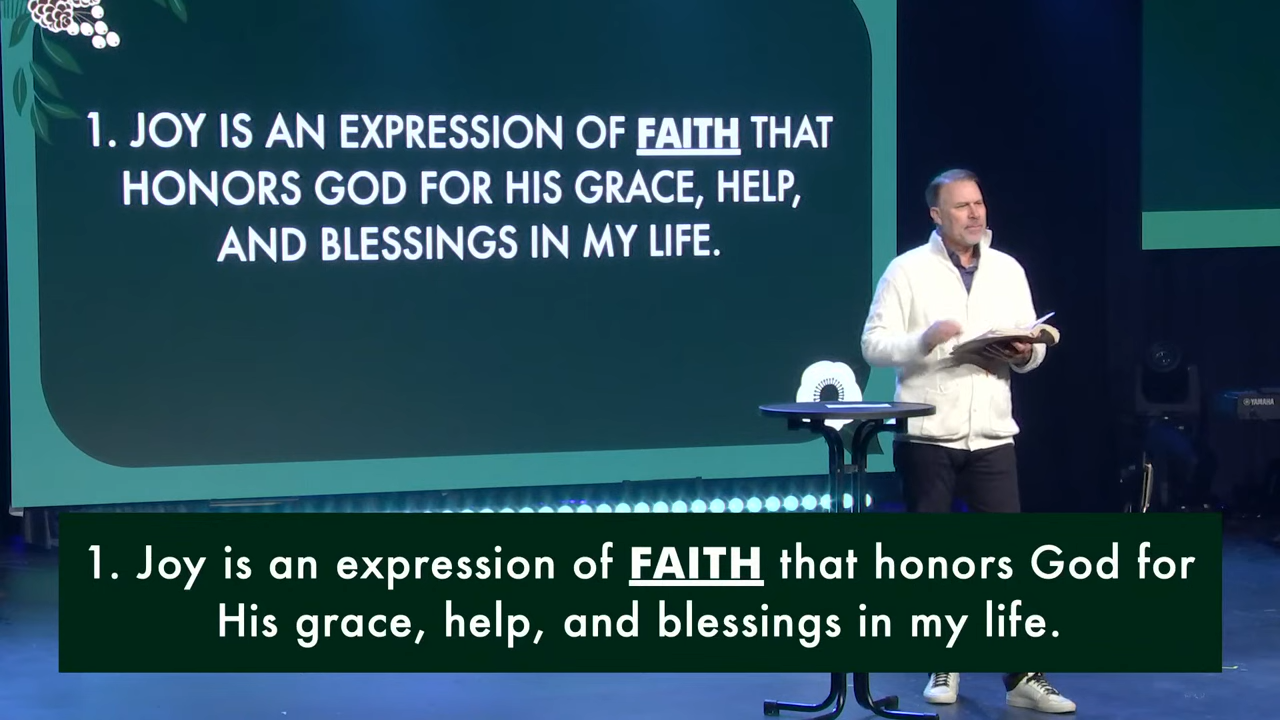 1. JOY IS AN EXPRESSION OF FAITH THAT
HONORS GOD FOR HIS GRACE, HELP,
AND BLESSINGS IN MY LIFE.
YAMAHA
1. Joy is an expression of FAITH that honors God for
His grace, help, and blessings in my life.